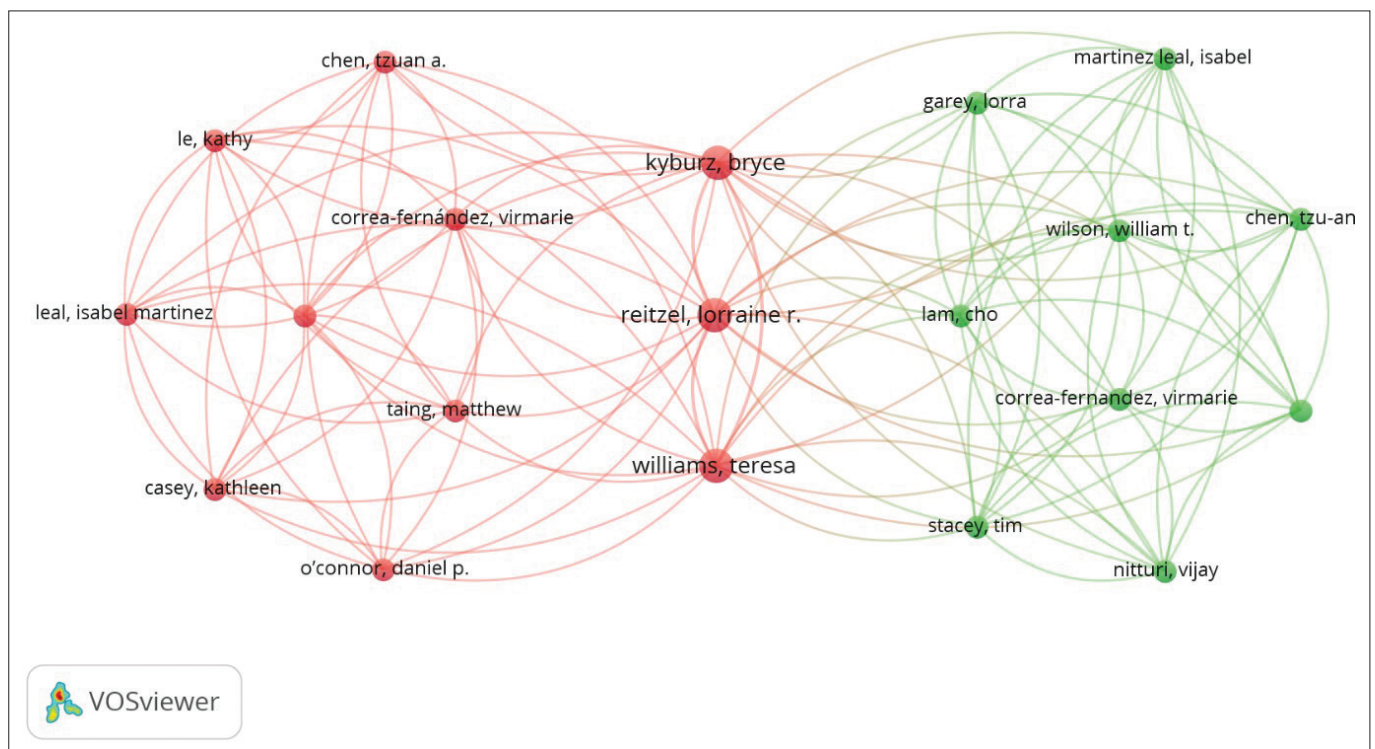 chen, tzuan a.
le, kathy
correa-fernández, virmarie
leal, isabel martinez
taing, matthew
casey, kathleen
o’connor, daniel p.
kyburz, bryce
reitzel, lorraine r.
williams, teresa
martinez leal, isabel
garey, lorra
chen, tzu-an
wilson, william t.
lam, cho
correa-fernandez, virmarie
stacey, tim
nitturi, vijay
VOSviewer